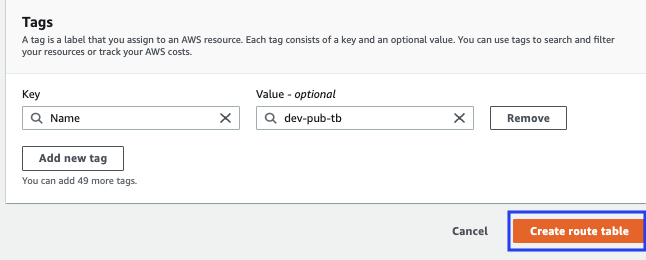 Tags
A tag is a label that you assign to an AWS resource. Each tag consists of a key and an optional value. You can use tags to search and filter
your resources or track your AWS costs.
Key
Value - optional
Name
dev-pub-tb
Remove
Add new tag
You can add 49 more tags.
Cancel
Create route table